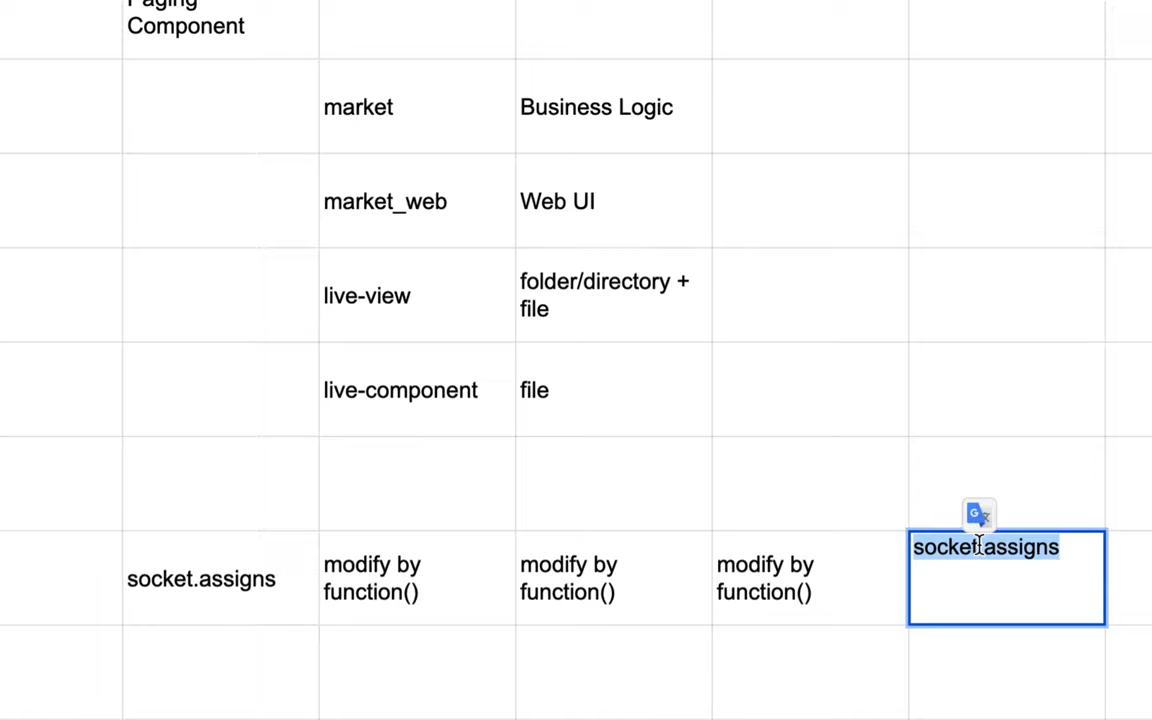 Paging
Component
market
Business Logic
market_web
Web UI
live-view
folder/directory +
file
live-component
file
socket.assigns
modify by
function()
modify by
function()
modify by
function()
socket.assigns